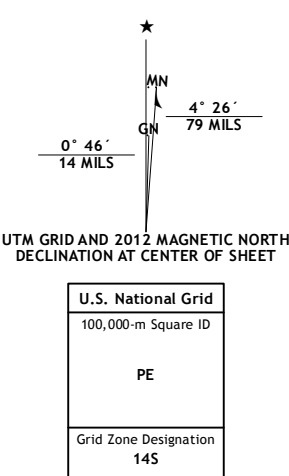 ★
MN
4° 26´
79 MILS
GN
0° 46´
14 MILS
UTM GRID AND 2012 MAGNETIC NORTH
DECLINATION AT CENTER OF SHEET
U.S. National Grid
100,000-m Square ID
PE
Grid Zone Designation
14S